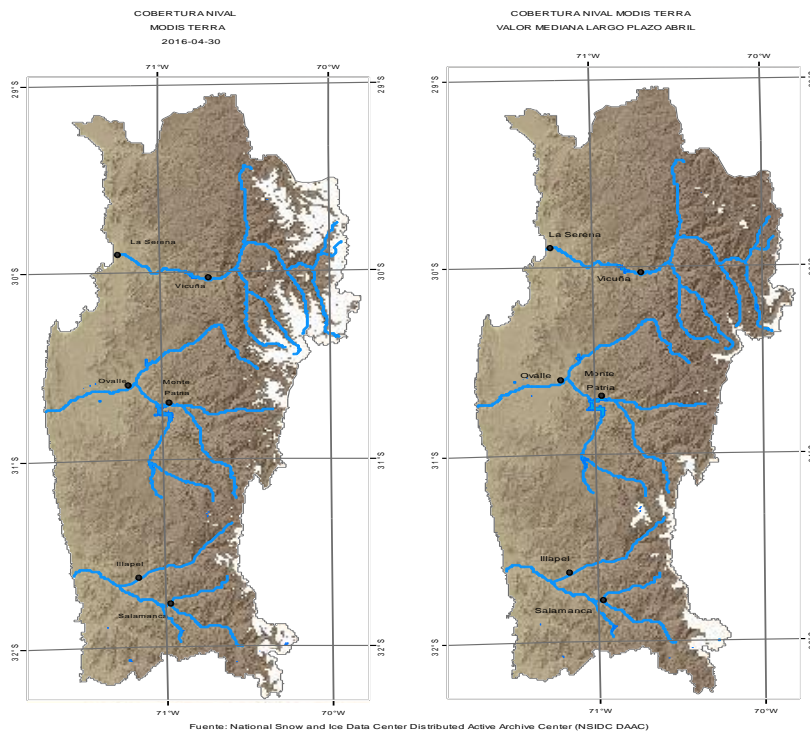 COBERTURA NIVAL
MODIS TERRA
2016-04-30
71°W
70°W
29°S
29°S
La Serena
Vicuña
30°S
30°S
Ovalle
Monte
Patria
31°S
31°S
Illapel
Salamanca
32°S
32°S
71°W
70°W
COBERTURA NIVAL MODIS TERRA
VALOR MEDIANA LARGO PLAZO ABRIL
71°W
70°W
29°S
La Serena
Vicuña
30°S
Ovalle
Monte
Patria
31°S
Illapel
Salamanca
32°S
71°W
70°W
Fuente: National Snow and Ice Data Center Distributed Active Archive Center (NSIDC DAAC)